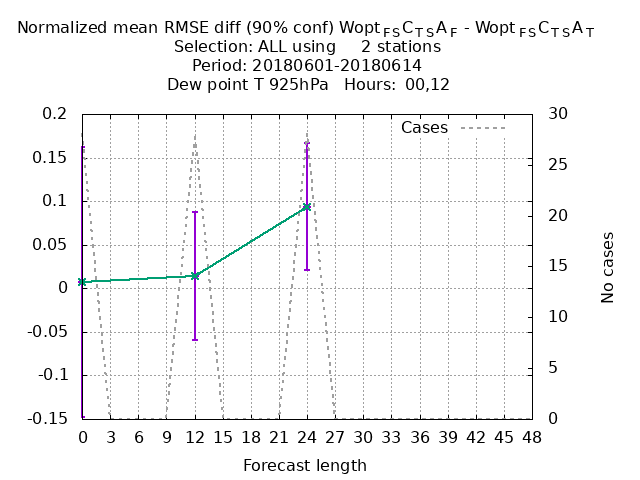 Normalized mean RMSE diff (90% conf) Wopt FS C T S A F - Wopt FS C T S A T
Selection: ALL using 2 stations
Period: 20180601-20180614
Dew point T 925hPa Hours: 00,12
Cases
0.2
0.15
0.1
0.05
0
-0.05
-0.1
-0.15
30
25
20
15
10
5
0
No cases
0 3 6 9 12 15 18 21 24 27 30 33 36 39 42 45 48
Forecast length